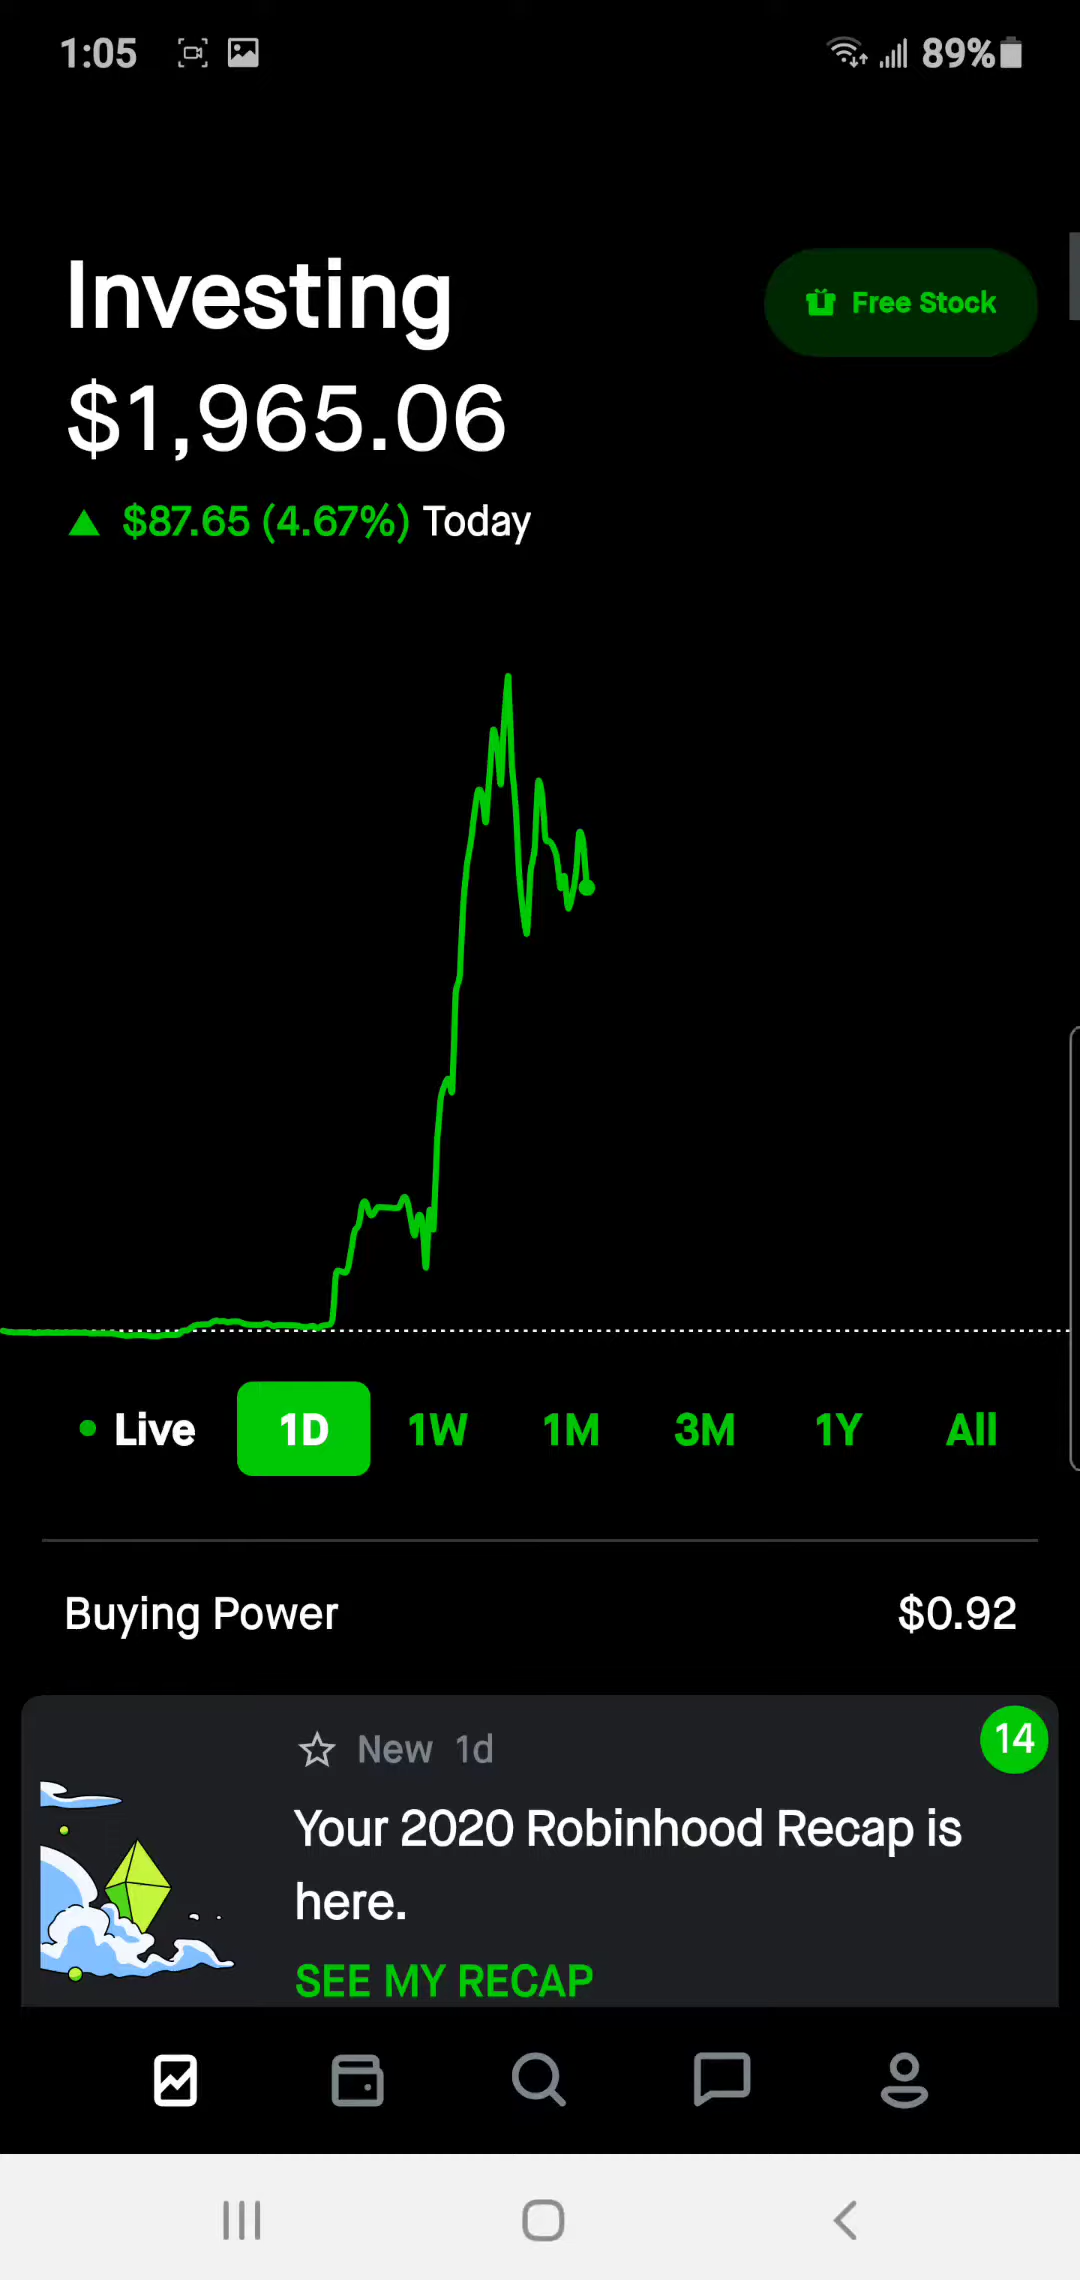 1:05 89%
Investing
Free Stock
$1,965.06
$87.65 (4.67%) Today
Live 1D 1W 1M 3M 1Y All
Buying Power $0.92
New 1d 14
Your 2020 Robinhood Recap is
here.
SEE MY RECAP